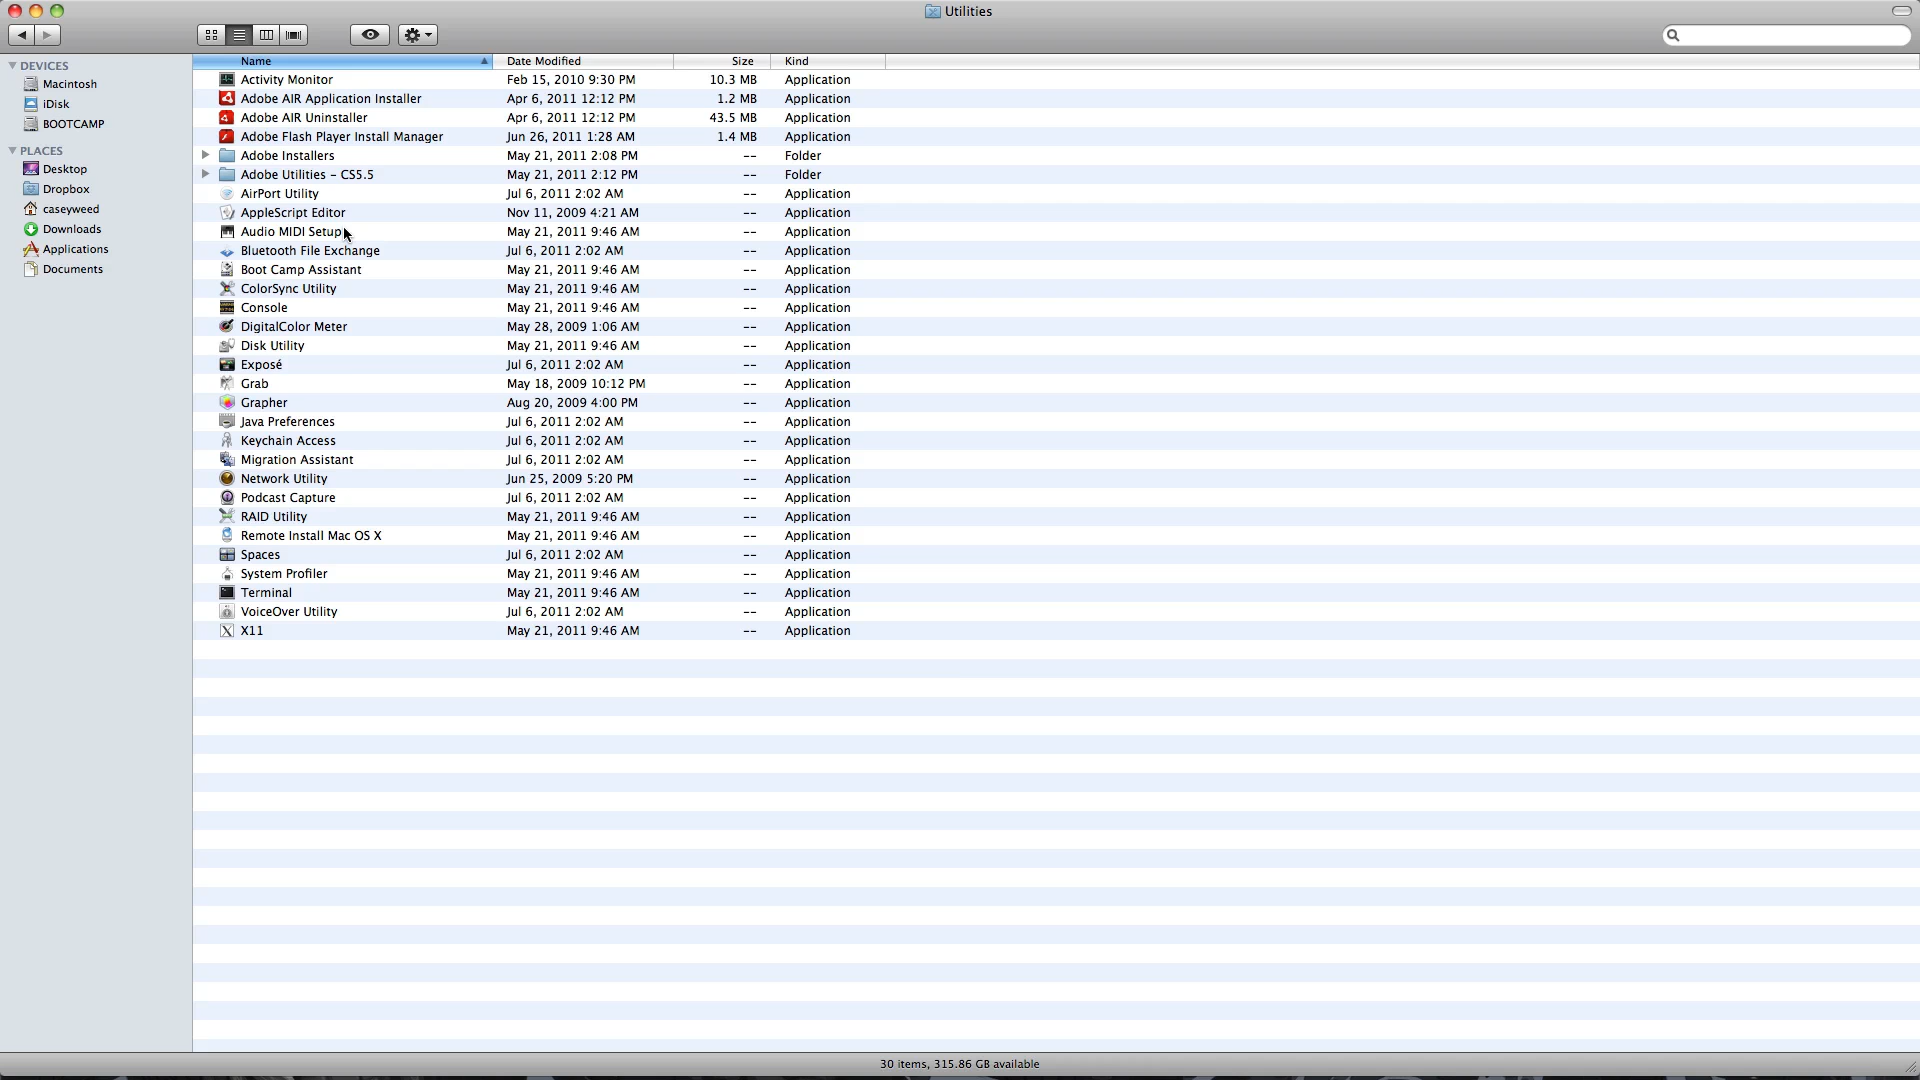 Utilities
DEVICES
Macintosh
iDisk
BOOTCAMP
PLACES
Desktop
Dropbox
caseyweed
Downloads
Applications
Documents
Name Date Modified Size Kind
Activity Monitor Feb 15, 2010 9:30 PM 10.3 MB Application
Adobe AIR Application Installer Apr 6, 2011 12:12 PM 1.2 MB Application
Adobe AIR Uninstaller Apr 6, 2011 12:12 PM 43.5 MB Application
Adobe Flash Player Install Manager Jun 26, 2011 1:28 AM 1.4 MB Application
Adobe Installers May 21, 2011 2:08 PM -- Folder
Adobe Utilities - CS5.5 May 21, 2011 2:12 PM -- Folder
AirPort Utility Jul 6, 2011 2:02 AM -- Application
AppleScript Editor Nov 11, 2009 4:21 AM -- Application
Audio MIDI Setup May 21, 2011 9:46 AM -- Application
Bluetooth File Exchange Jul 6, 2011 2:02 AM -- Application
Boot Camp Assistant May 21, 2011 9:46 AM -- Application
ColorSync Utility May 21, 2011 9:46 AM -- Application
Console May 21, 2011 9:46 AM -- Application
DigitalColor Meter May 28, 2009 1:06 AM -- Application
Disk Utility May 21, 2011 9:46 AM -- Application
Exposé Jul 6, 2011 2:02 AM -- Application
Grab May 18, 2009 10:12 PM -- Application
Grapher Aug 20, 2009 4:00 PM -- Application
Java Preferences Jul 6, 2011 2:02 AM -- Application
Keychain Access Jul 6, 2011 2:02 AM -- Application
Migration Assistant Jul 6, 2011 2:02 AM -- Application
Network Utility Jun 25, 2009 5:20 PM -- Application
Podcast Capture Jul 6, 2011 2:02 AM -- Application
RAID Utility May 21, 2011 9:46 AM -- Application
Remote Install Mac OS X May 21, 2011 9:46 AM -- Application
Spaces Jul 6, 2011 2:02 AM -- Application
System Profiler May 21, 2011 9:46 AM -- Application
Terminal May 21, 2011 9:46 AM -- Application
VoiceOver Utility Jul 6, 2011 2:02 AM -- Application
X11 May 21, 2011 9:46 AM -- Application
30 items, 315.86 GB available